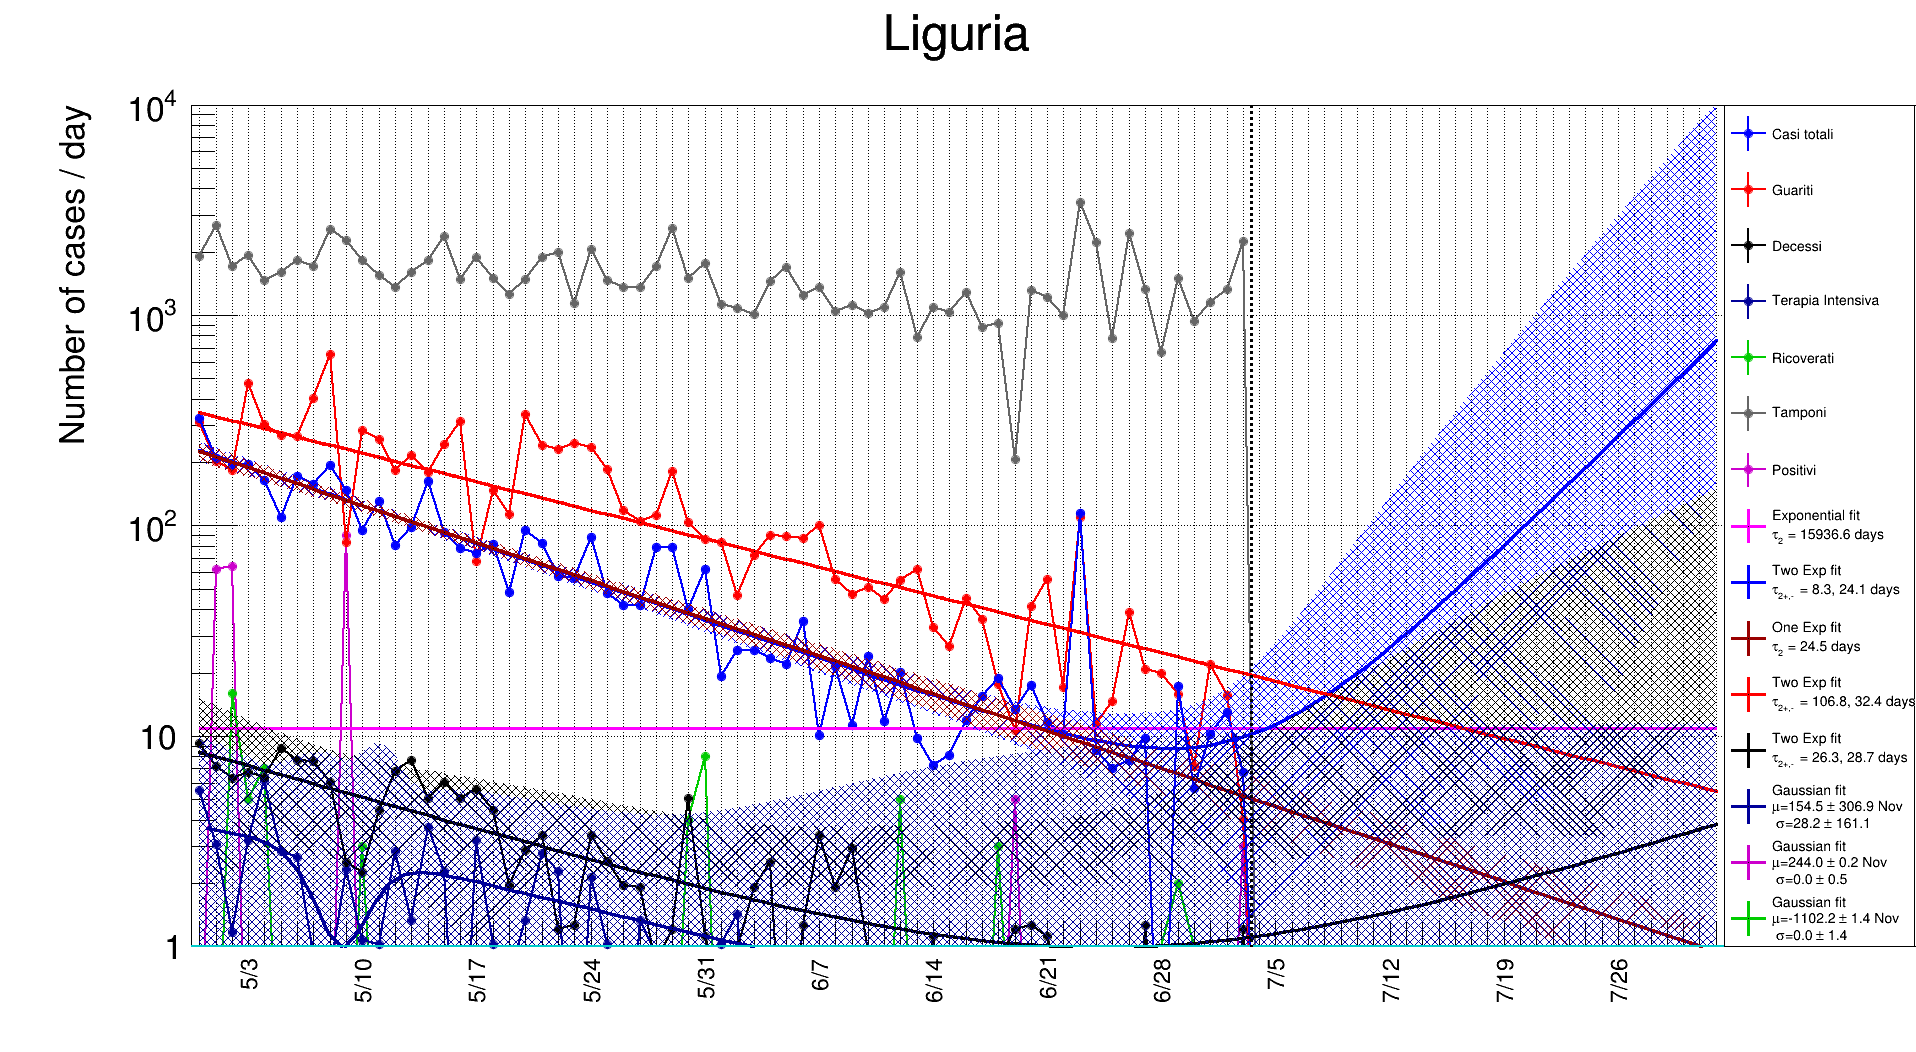 Liguria
Number of cases / day
10^4
10^3
10^2
10
1
5/3
5/10
5/17
5/24
5/31
6/7
6/14
6/21
6/28
7/5
7/12
7/19
7/26
Casi totali
Guariti
Decessi
Terapia Intensiva
Ricoverati
Tamponi
Positivi
Exponential fit
τ₂ = 15936.6 days
Two Exp fit
τ₂₊,₋ = 8.3, 24.1 days
One Exp fit
τ₂ = 24.5 days
Two Exp fit
τ₂₊,₋ = 106.8, 32.4 days
Two Exp fit
τ₂₊,₋ = 26.3, 28.7 days
Gaussian fit
μ=154.5 ± 306.9 Nov
σ=28.2 ± 161.1
Gaussian fit
μ=244.0 ± 0.2 Nov
σ=0.0 ± 0.5
Gaussian fit
μ=-1102.2 ± 1.4 Nov
σ=0.0 ± 1.4